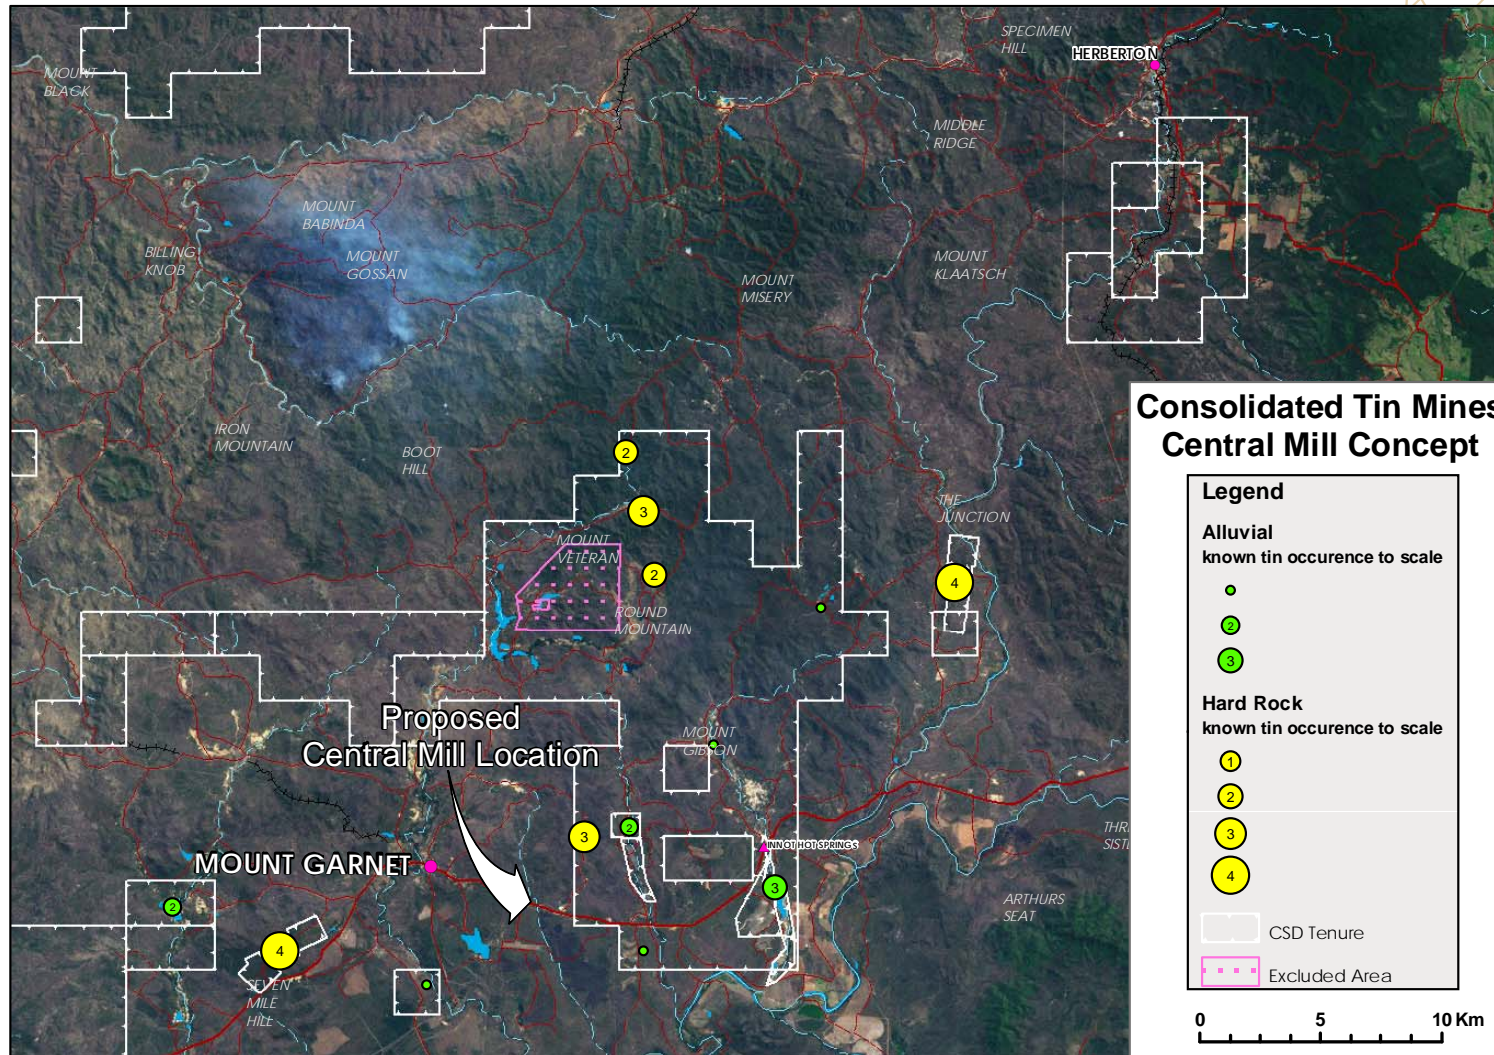 SPECIMEN
HILL
HERBERTON
MOUNT
BLACK
MIDDLE
RIDGE
MOUNT
BABINDA
BILLING
KNOB
MOUNT
GOSSAN
MOUNT
KLAATSCH
MOUNT
MISERY
IRON
MOUNTAIN
BOOT
HILL
2
3
THE
JUNCTION
MOUNT
VETERAN
2
4
ROUND
MOUNTAIN
Proposed
Central Mill Location
MOUNT
GIBSON
3
2
INNOT HOT SPRINGS
MOUNT GARNET
3
2
ARTHURS
SEAT
4
SEVEN
MILE
HILL
Consolidated Tin Mines
Central Mill Concept
Legend
Alluvial
known tin occurence to scale
2
3
Hard Rock
known tin occurence to scale
1
2
3
4
CSD Tenure
Excluded Area
0 5 10 Km